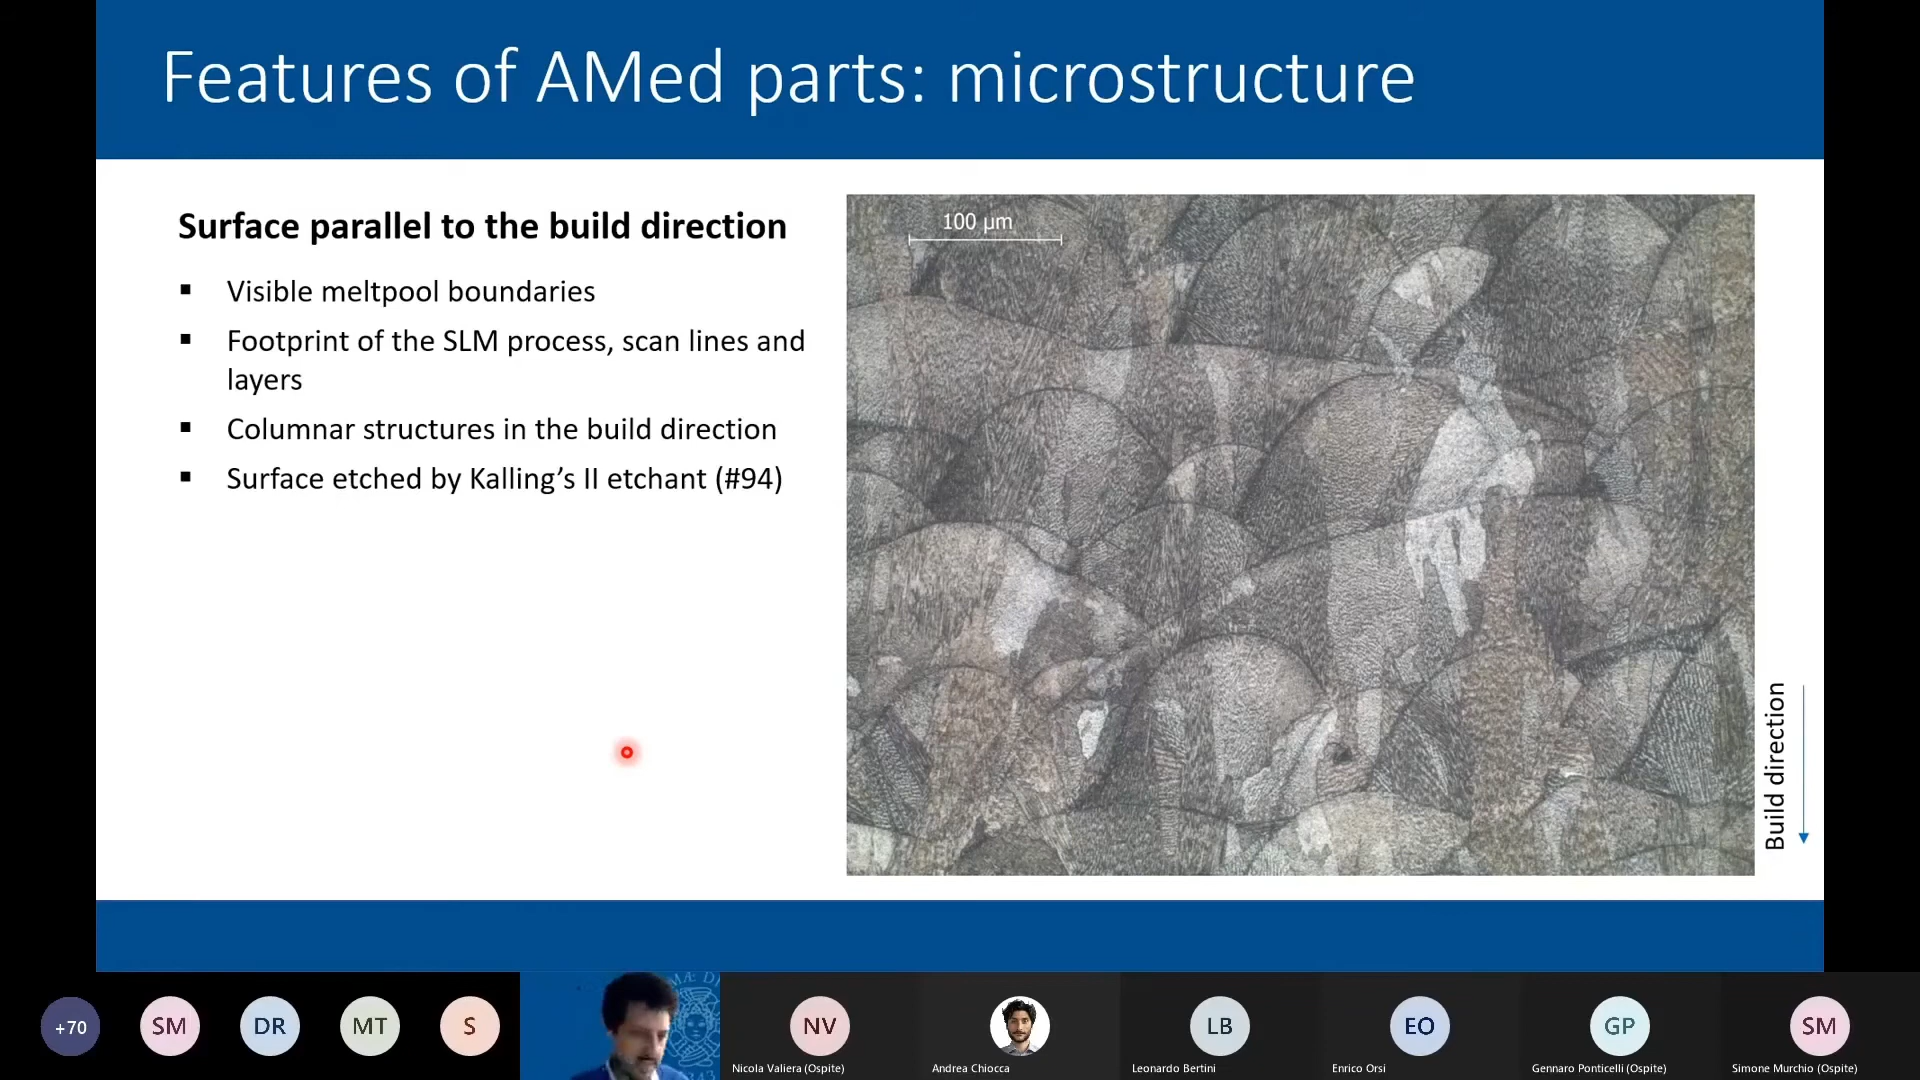 Features of AMed parts: microstructure
Surface parallel to the build direction
▪ Visible meltpool boundaries
▪ Footprint of the SLM process, scan lines and
layers
▪ Columnar structures in the build direction
▪ Surface etched by Kalling’s II etchant (#94)
100 µm
Build direction
+70
SM
DR
MT
S
NV
LB
EO
GP
SM
Nicola Valiera (Ospite)
Andrea Chiocca
Leonardo Bertini
Enrico Orsi
Gennaro Ponticelli (Ospite)
Simone Murchio (Ospite)